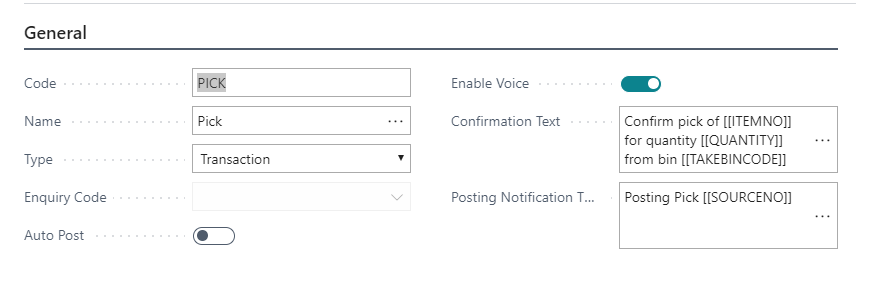 General
Code
PICK
Name
Pick
...
Type
Transaction
Enquiry Code
Auto Post
Enable Voice
Confirmation Text
Confirm pick of [[ITEMNO]]
for quantity [[QUANTITY]]
from bin [[TAKEBINCODE]]
...
Posting Notification T...
Posting Pick [[SOURCENO]]
...